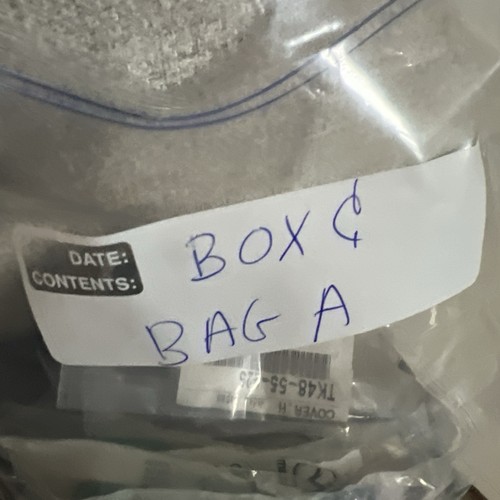 DATE:
CONTENTS:
BOX ¢
BAG A
TK48-55-
COVER, H